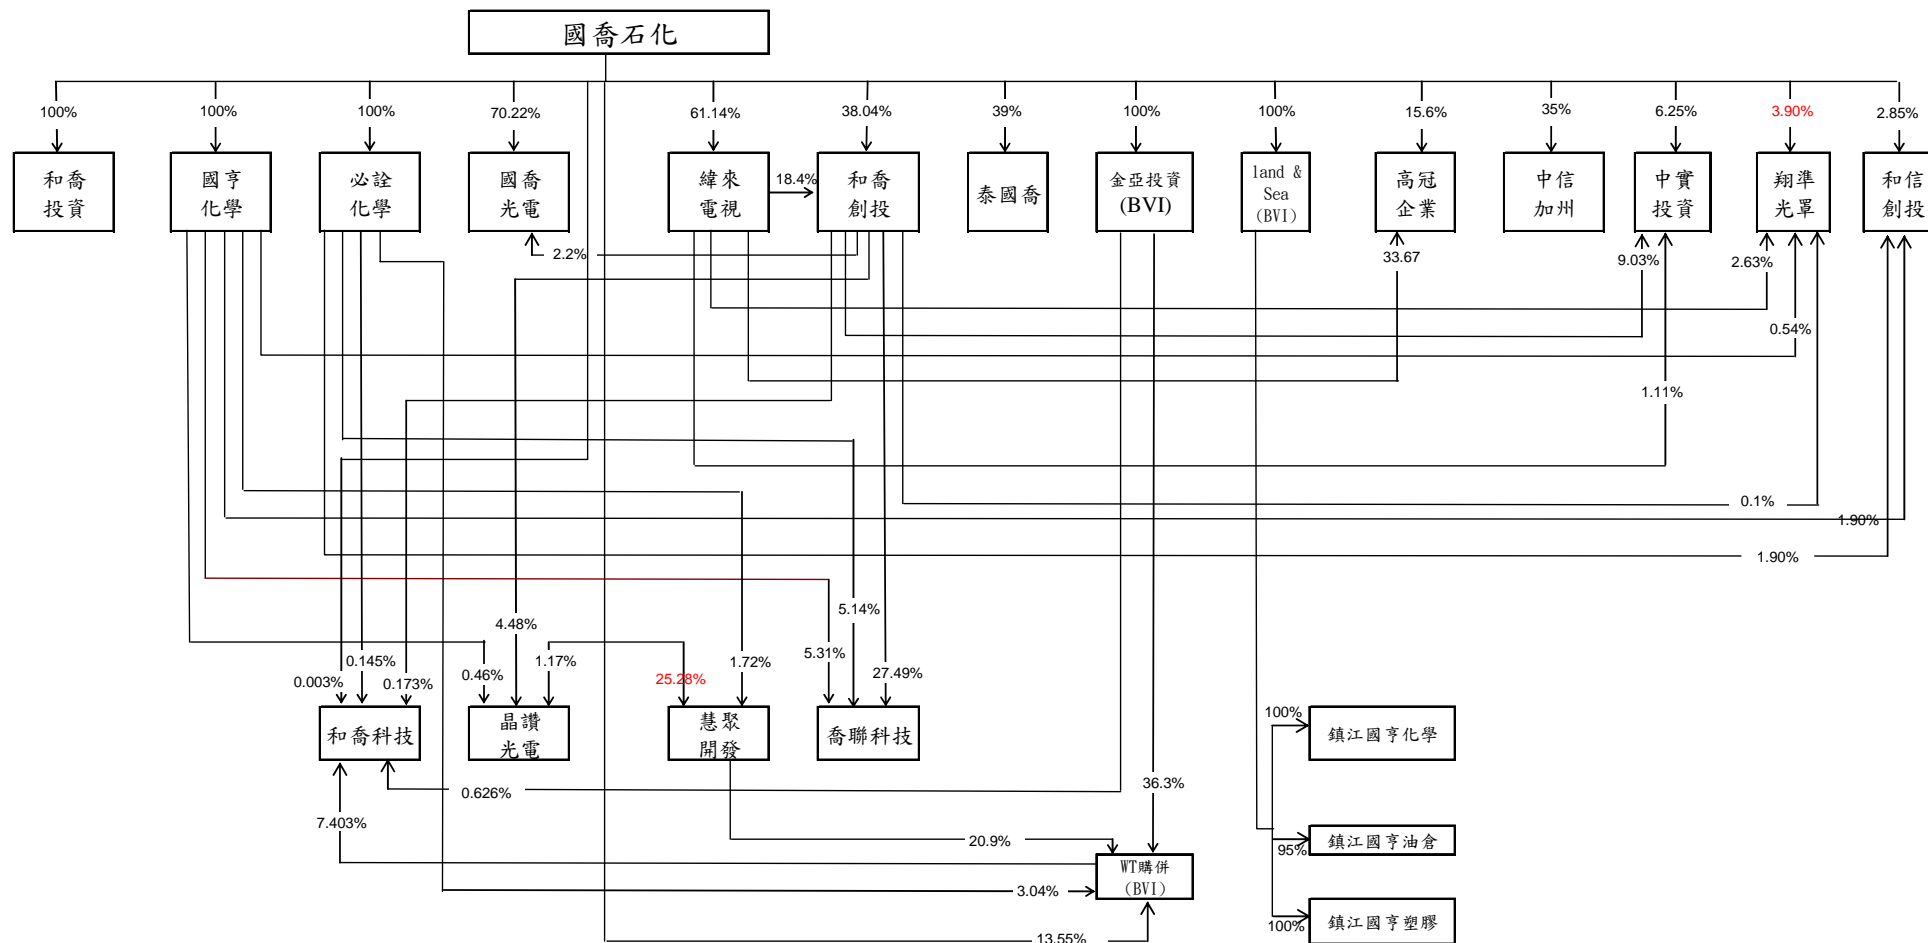 國喬石化
100%
100%
100%
70.22%
61.14%
38.04%
39%
100%
100%
15.6%
35%
6.25%
3.90%
2.85%
和喬
投資
國亨
化學
必詮
化學
國喬
光電
緯來
電視
18.4%
和喬
創投
泰國喬
金亞投資
(BVI)
land &
Sea
(BVI)
高冠
企業
中信
加州
中實
投資
翔準
光罩
和信
創投
2.2%
33.67
9.03%
2.63%
0.54%
1.11%
0.1%
1.90%
1.90%
4.48%
5.14%
0.003%
0.145%
0.173%
0.46%
1.17%
25.28%
1.72%
5.31%
27.49%
和喬科技
晶讚
光電
慧聚
開發
喬聯科技
100%
鎮江國亨化學
0.626%
36.3%
7.403%
20.9%
95%
鎮江國亨油倉
WT購併
(BVI)
3.04%
100%
鎮江國亨塑膠
13.55%